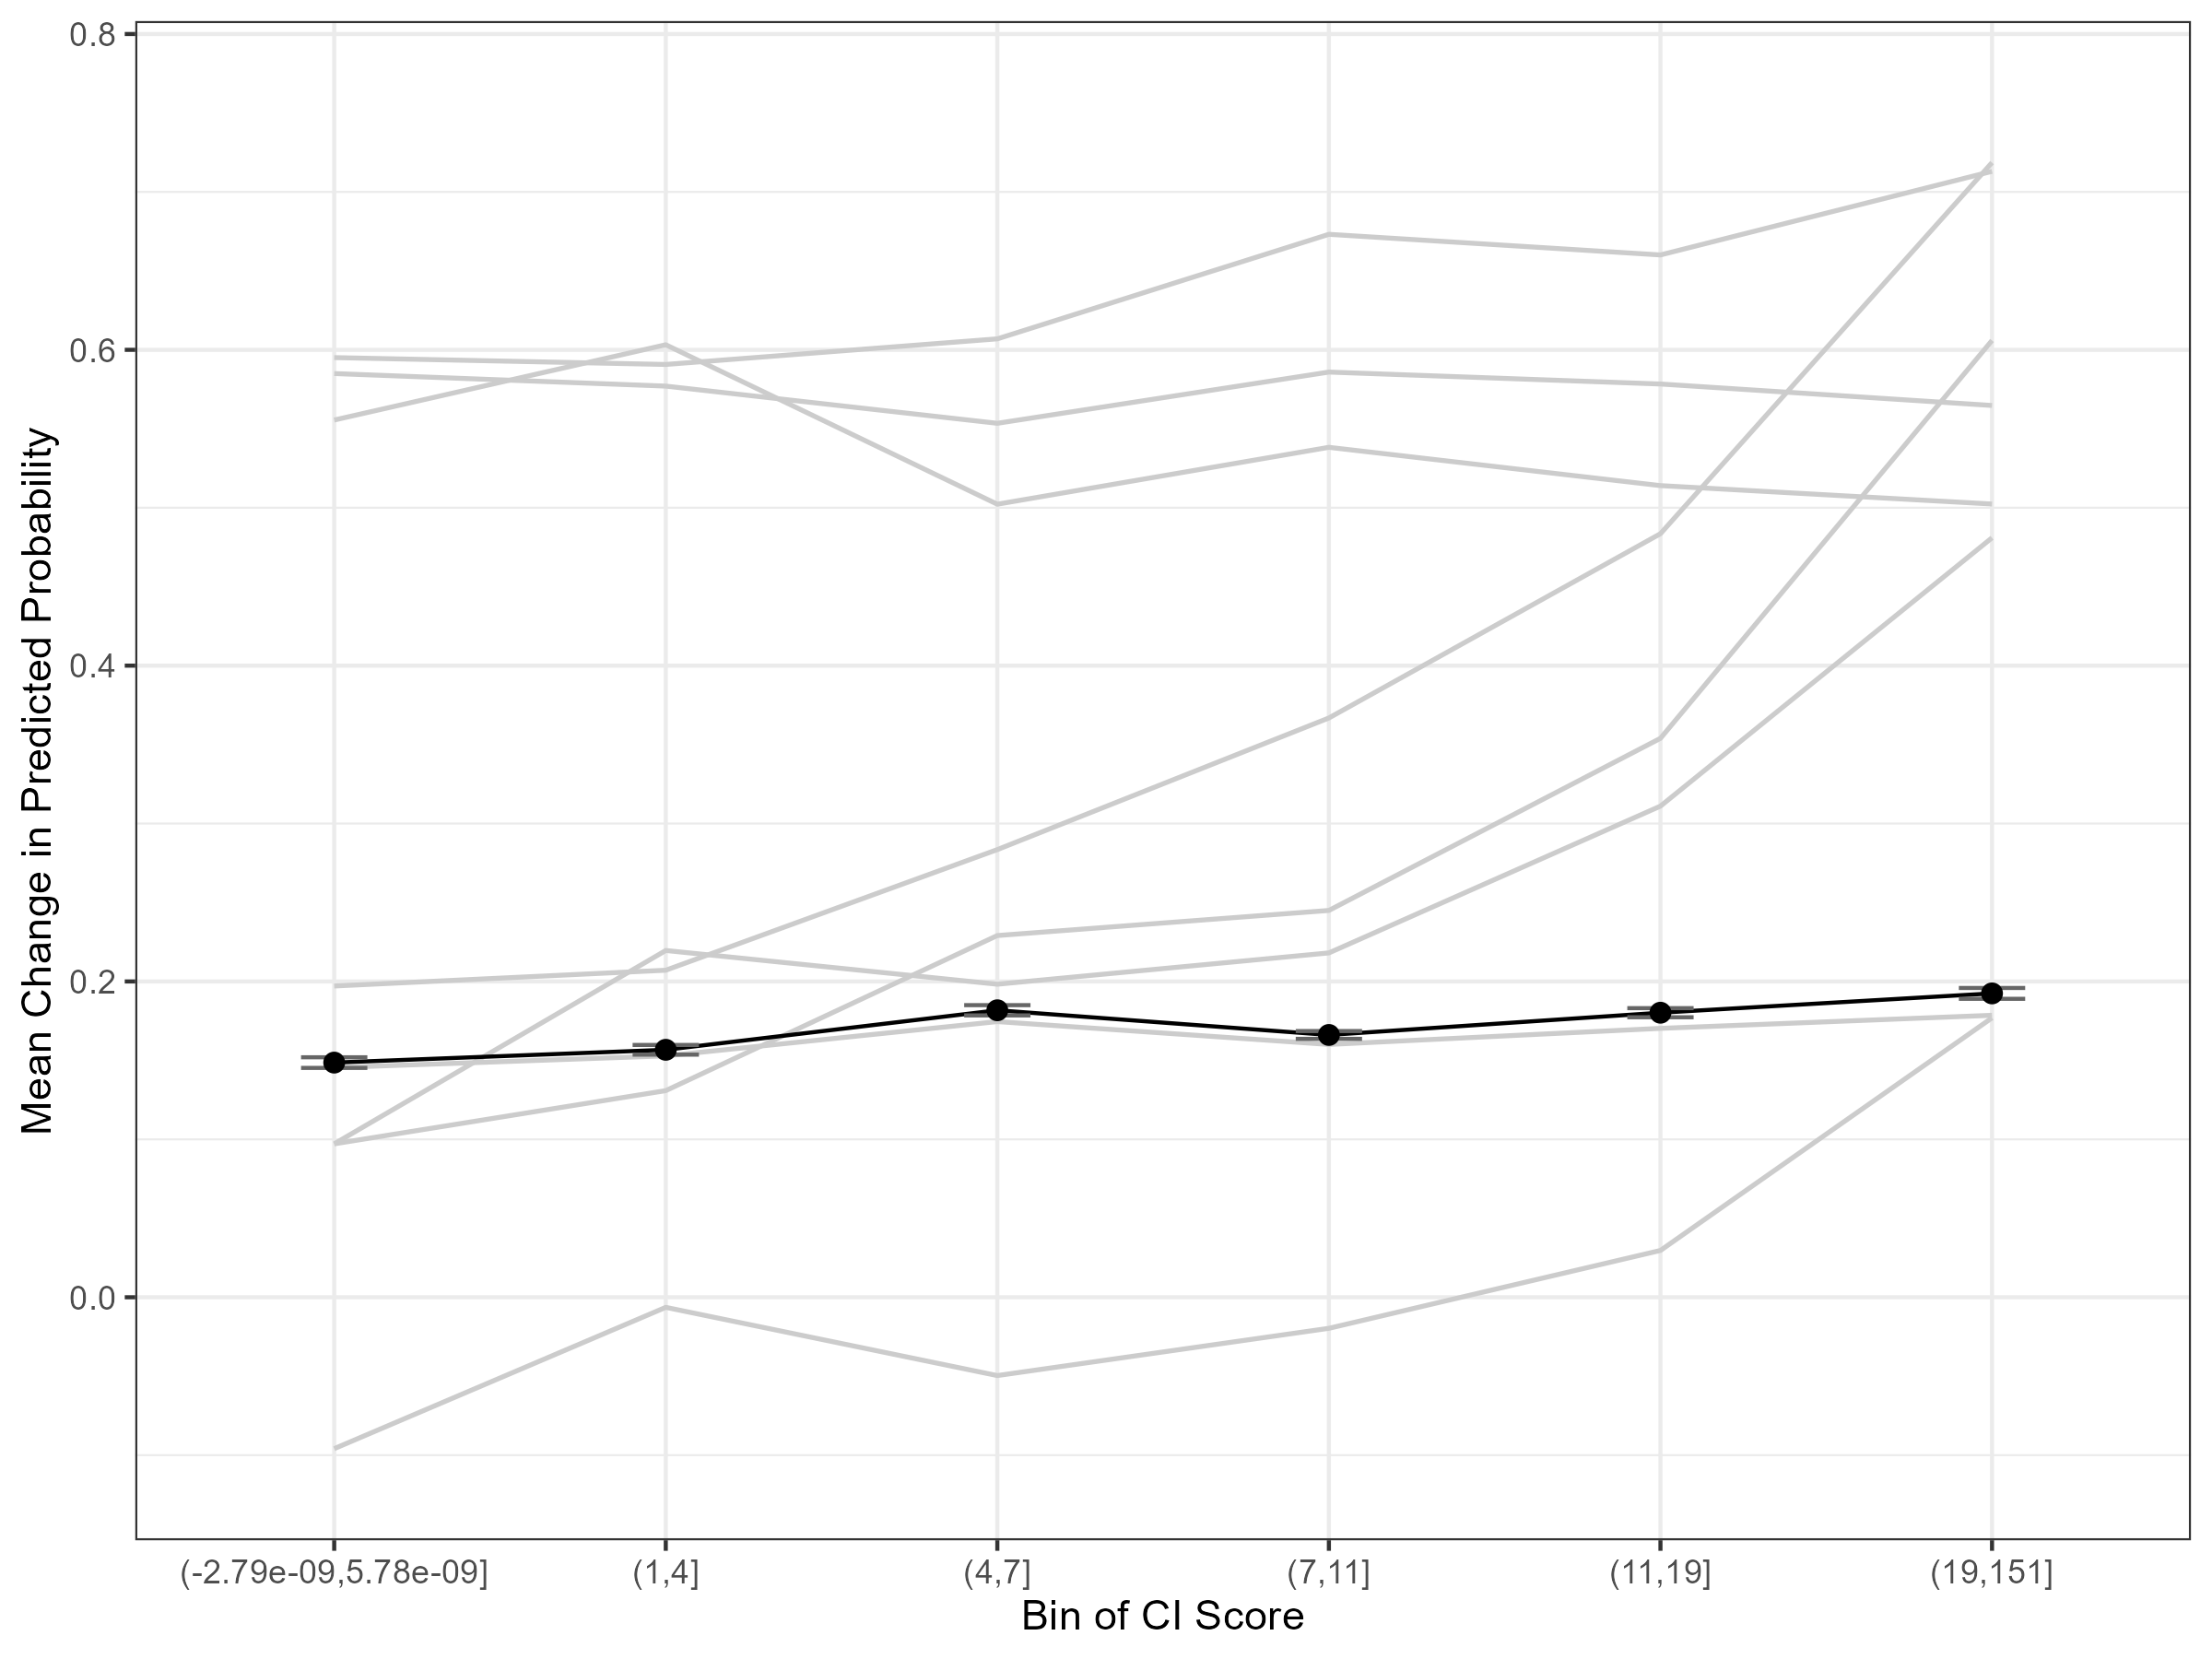 Mean Change in Predicted Probability
0.8
0.6
0.4
0.2
0.0
(-2.79e-09,5.78e-09] (1,4] (4,7] (7,11] (11,19] (19,151]
Bin of CI Score